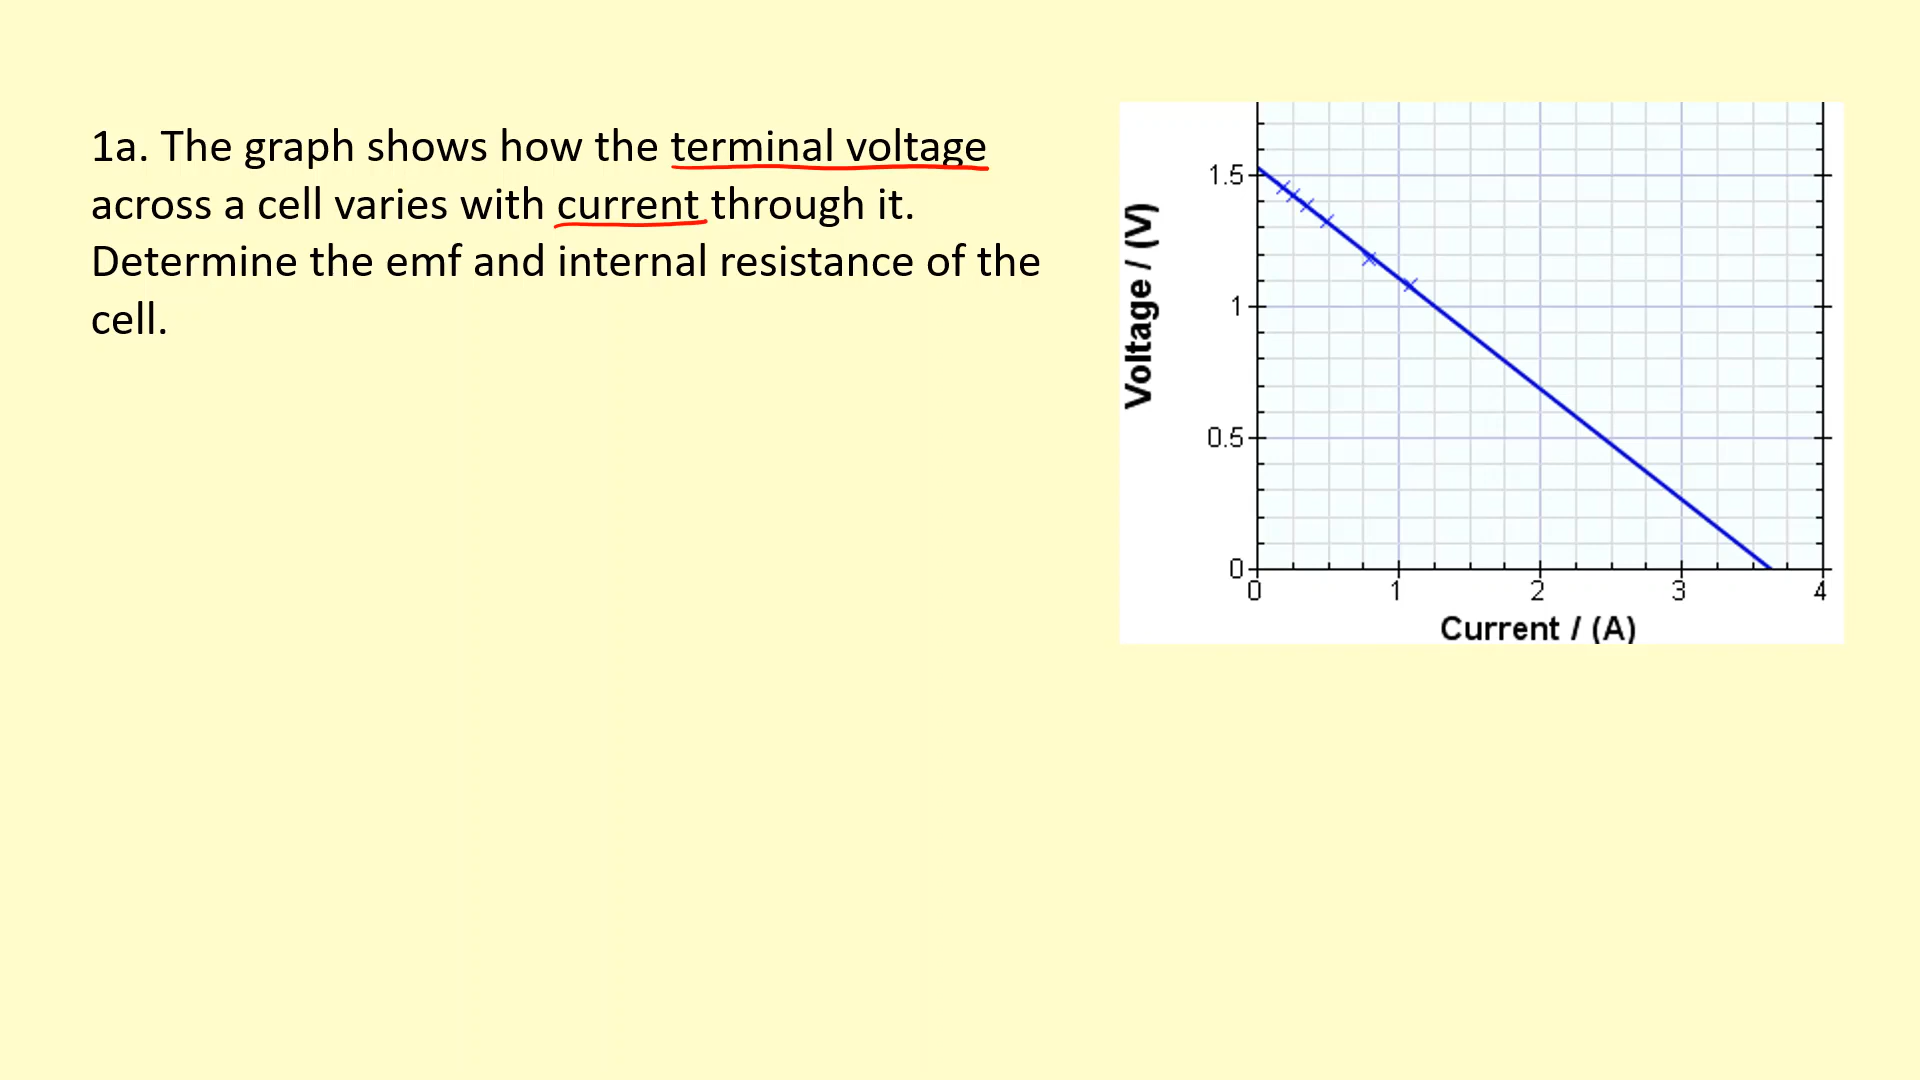 1a. The graph shows how the terminal voltage
across a cell varies with current through it.
Determine the emf and internal resistance of the
cell.
Voltage / (V)
1.5
1
0.5
0
0 1 2 3 4
Current / (A)